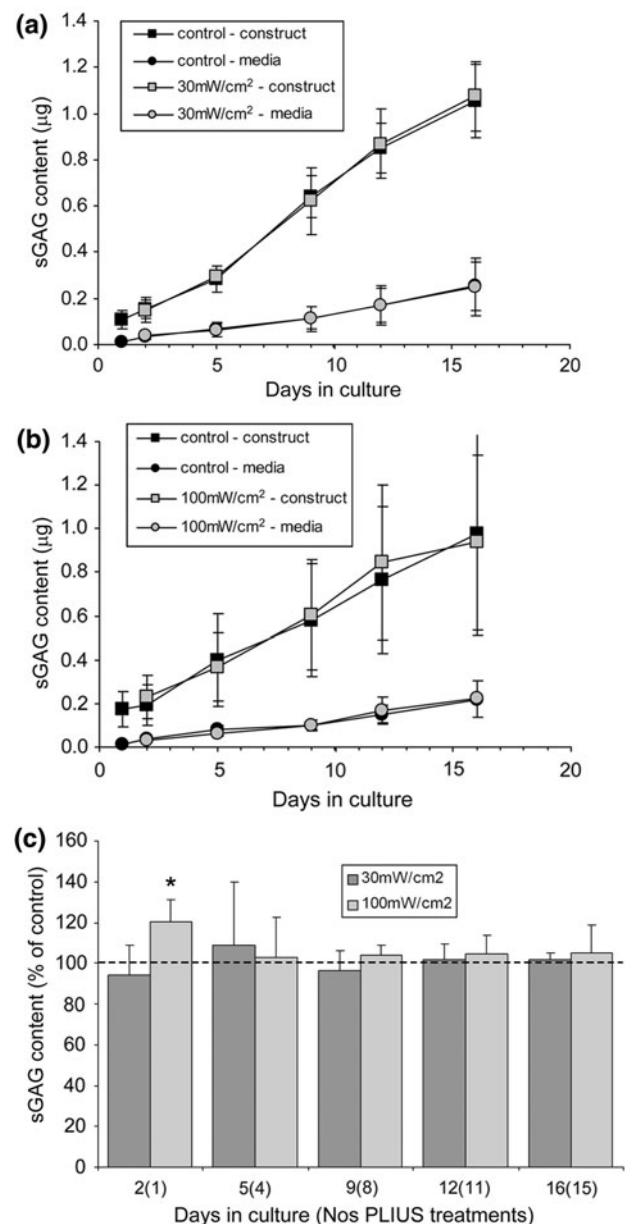 (a)
control - construct
control - media
30mW/cm² - construct
30mW/cm² - media
sGAG content (µg)
1.4
1.2
1.0
0.8
0.6
0.4
0.2
0.0
0 5 10 15 20
Days in culture
(b)
control - construct
control - media
100mW/cm² - construct
100mW/cm² - media
sGAG content (µg)
1.4
1.2
1.0
0.8
0.6
0.4
0.2
0.0
0 5 10 15 20
Days in culture
(c)
30mW/cm2
100mW/cm2
*
sGAG content (% of control)
160
140
120
100
80
60
40
20
0
2(1) 5(4) 9(8) 12(11) 16(15)
Days in culture (Nos PLIUS treatments)